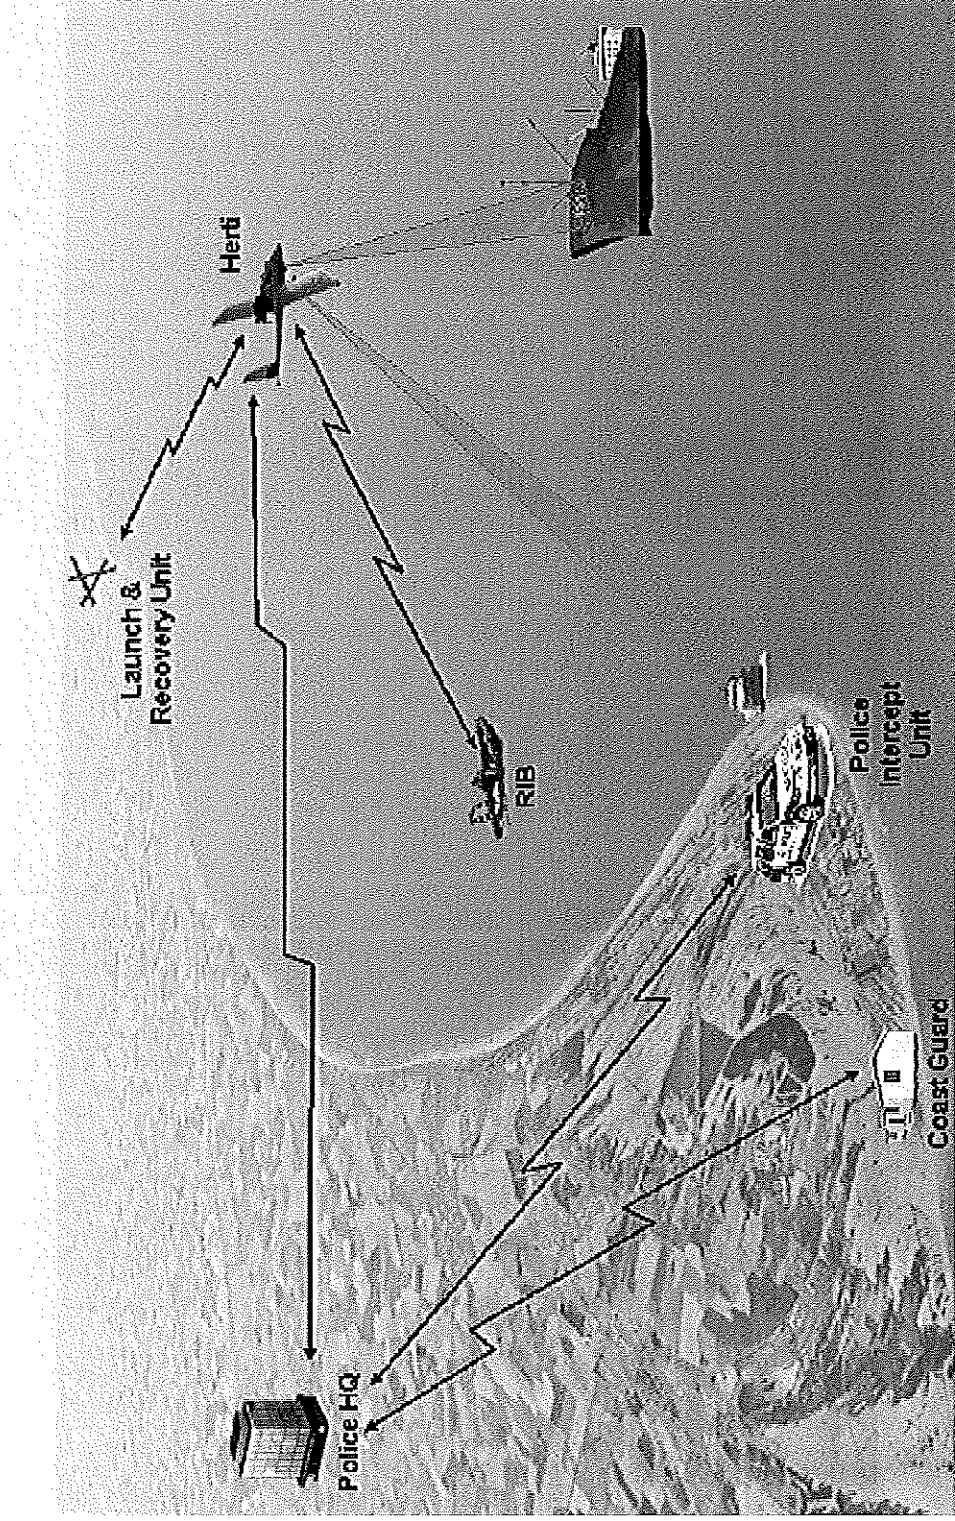 Herti
Launch &
Recovery Unit
RIB
Police
Intercept
Unit
Coast Guard
Police HQ